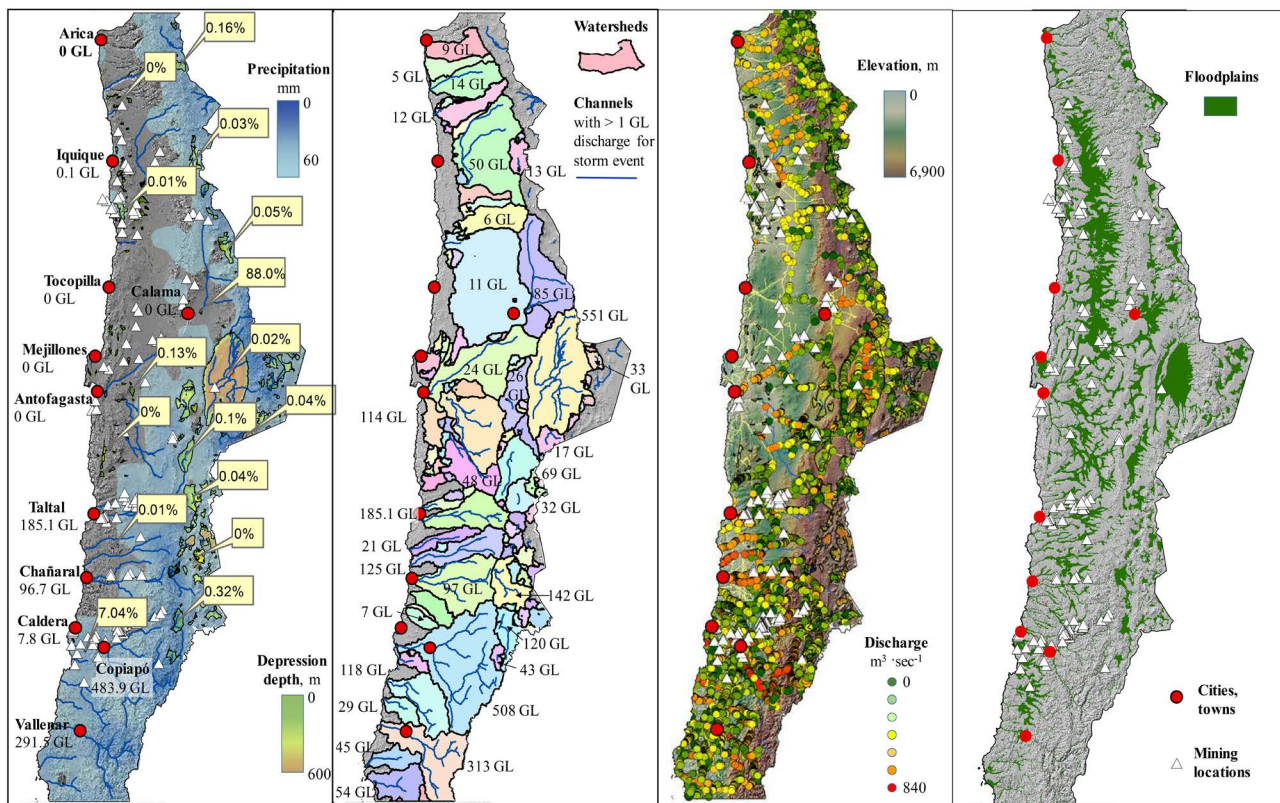 Arica
0 GL
0.16%
0%
Precipitation
mm
0
60
0.03%
Iquique
0.1 GL
0.01%
0.05%
Tocopilla
0 GL
Calama
0 GL
88.0%
Mejillones
0 GL
0.13%
0.02%
Antofagasta
0 GL
0%
0.1%
0.04%
0.04%
Taltal
185.1 GL
0.01%
0%
Chañaral
96.7 GL
0.32%
7.04%
Caldera
7.8 GL
Copiapó
483.9 GL
Depression
depth, m
0
600
Vallenar
291.5 GL
Watersheds
Channels
with > 1 GL
discharge for
storm event
9 GL
5 GL
14 GL
12 GL
50 GL
13 GL
6 GL
11 GL
85 GL
551 GL
24 GL
26
GL
33
GL
114 GL
17 GL
48 GL
69 GL
32 GL
185.1 GL
21 GL
125 GL
97 GL
142 GL
7 GL
120 GL
118 GL
43 GL
29 GL
508 GL
45 GL
313 GL
54 GL
Elevation, m
0
6,900
Discharge
m³ ·sec⁻¹
0
840
Floodplains
Cities,
towns
Mining
locations